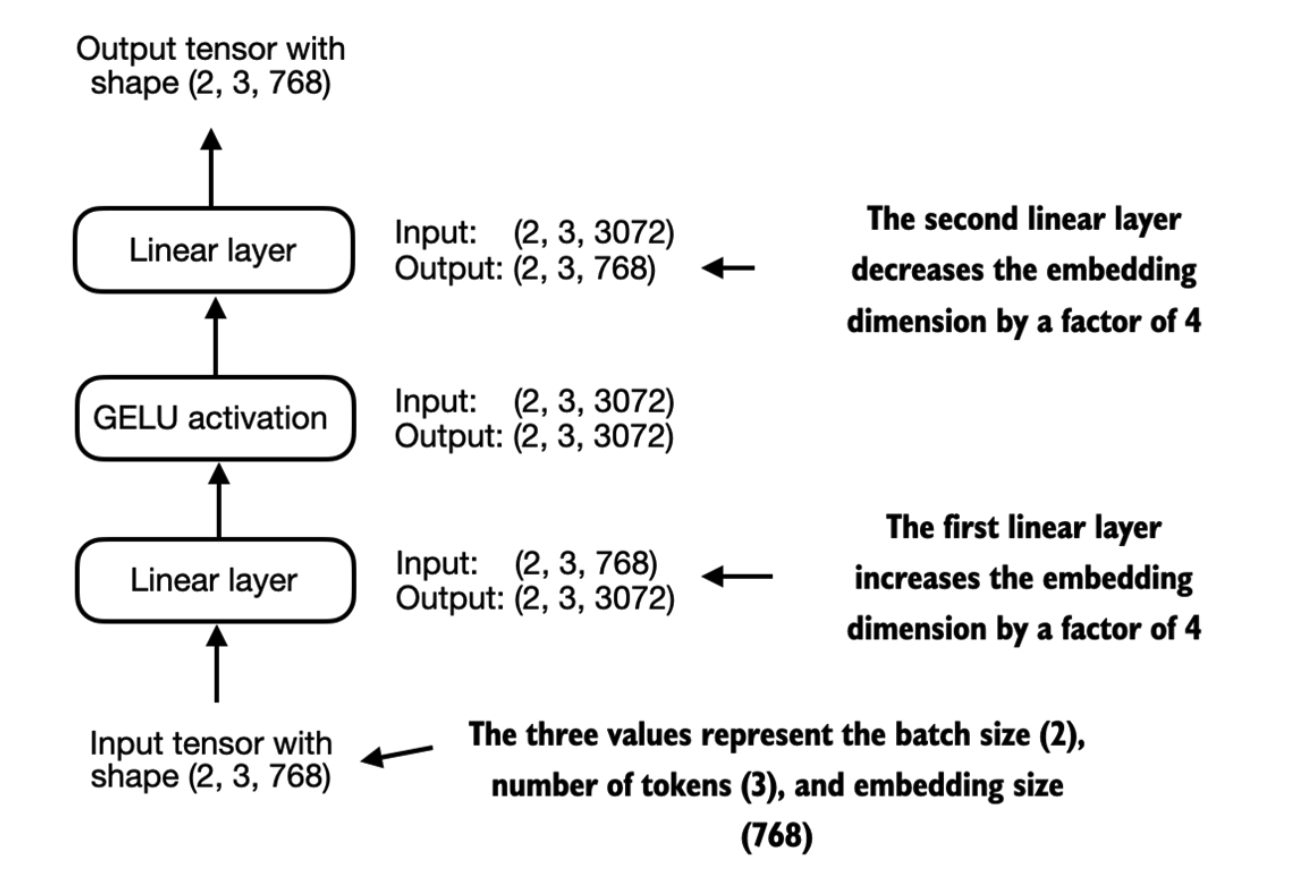 Output tensor with
shape (2, 3, 768)
Linear layer
Input: (2, 3, 3072)
Output: (2, 3, 768)
The second linear layer
decreases the embedding
dimension by a factor of 4
GELU activation
Input: (2, 3, 3072)
Output: (2, 3, 3072)
Linear layer
Input: (2, 3, 768)
Output: (2, 3, 3072)
The first linear layer
increases the embedding
dimension by a factor of 4
Input tensor with
shape (2, 3, 768)
The three values represent the batch size (2),
number of tokens (3), and embedding size
(768)